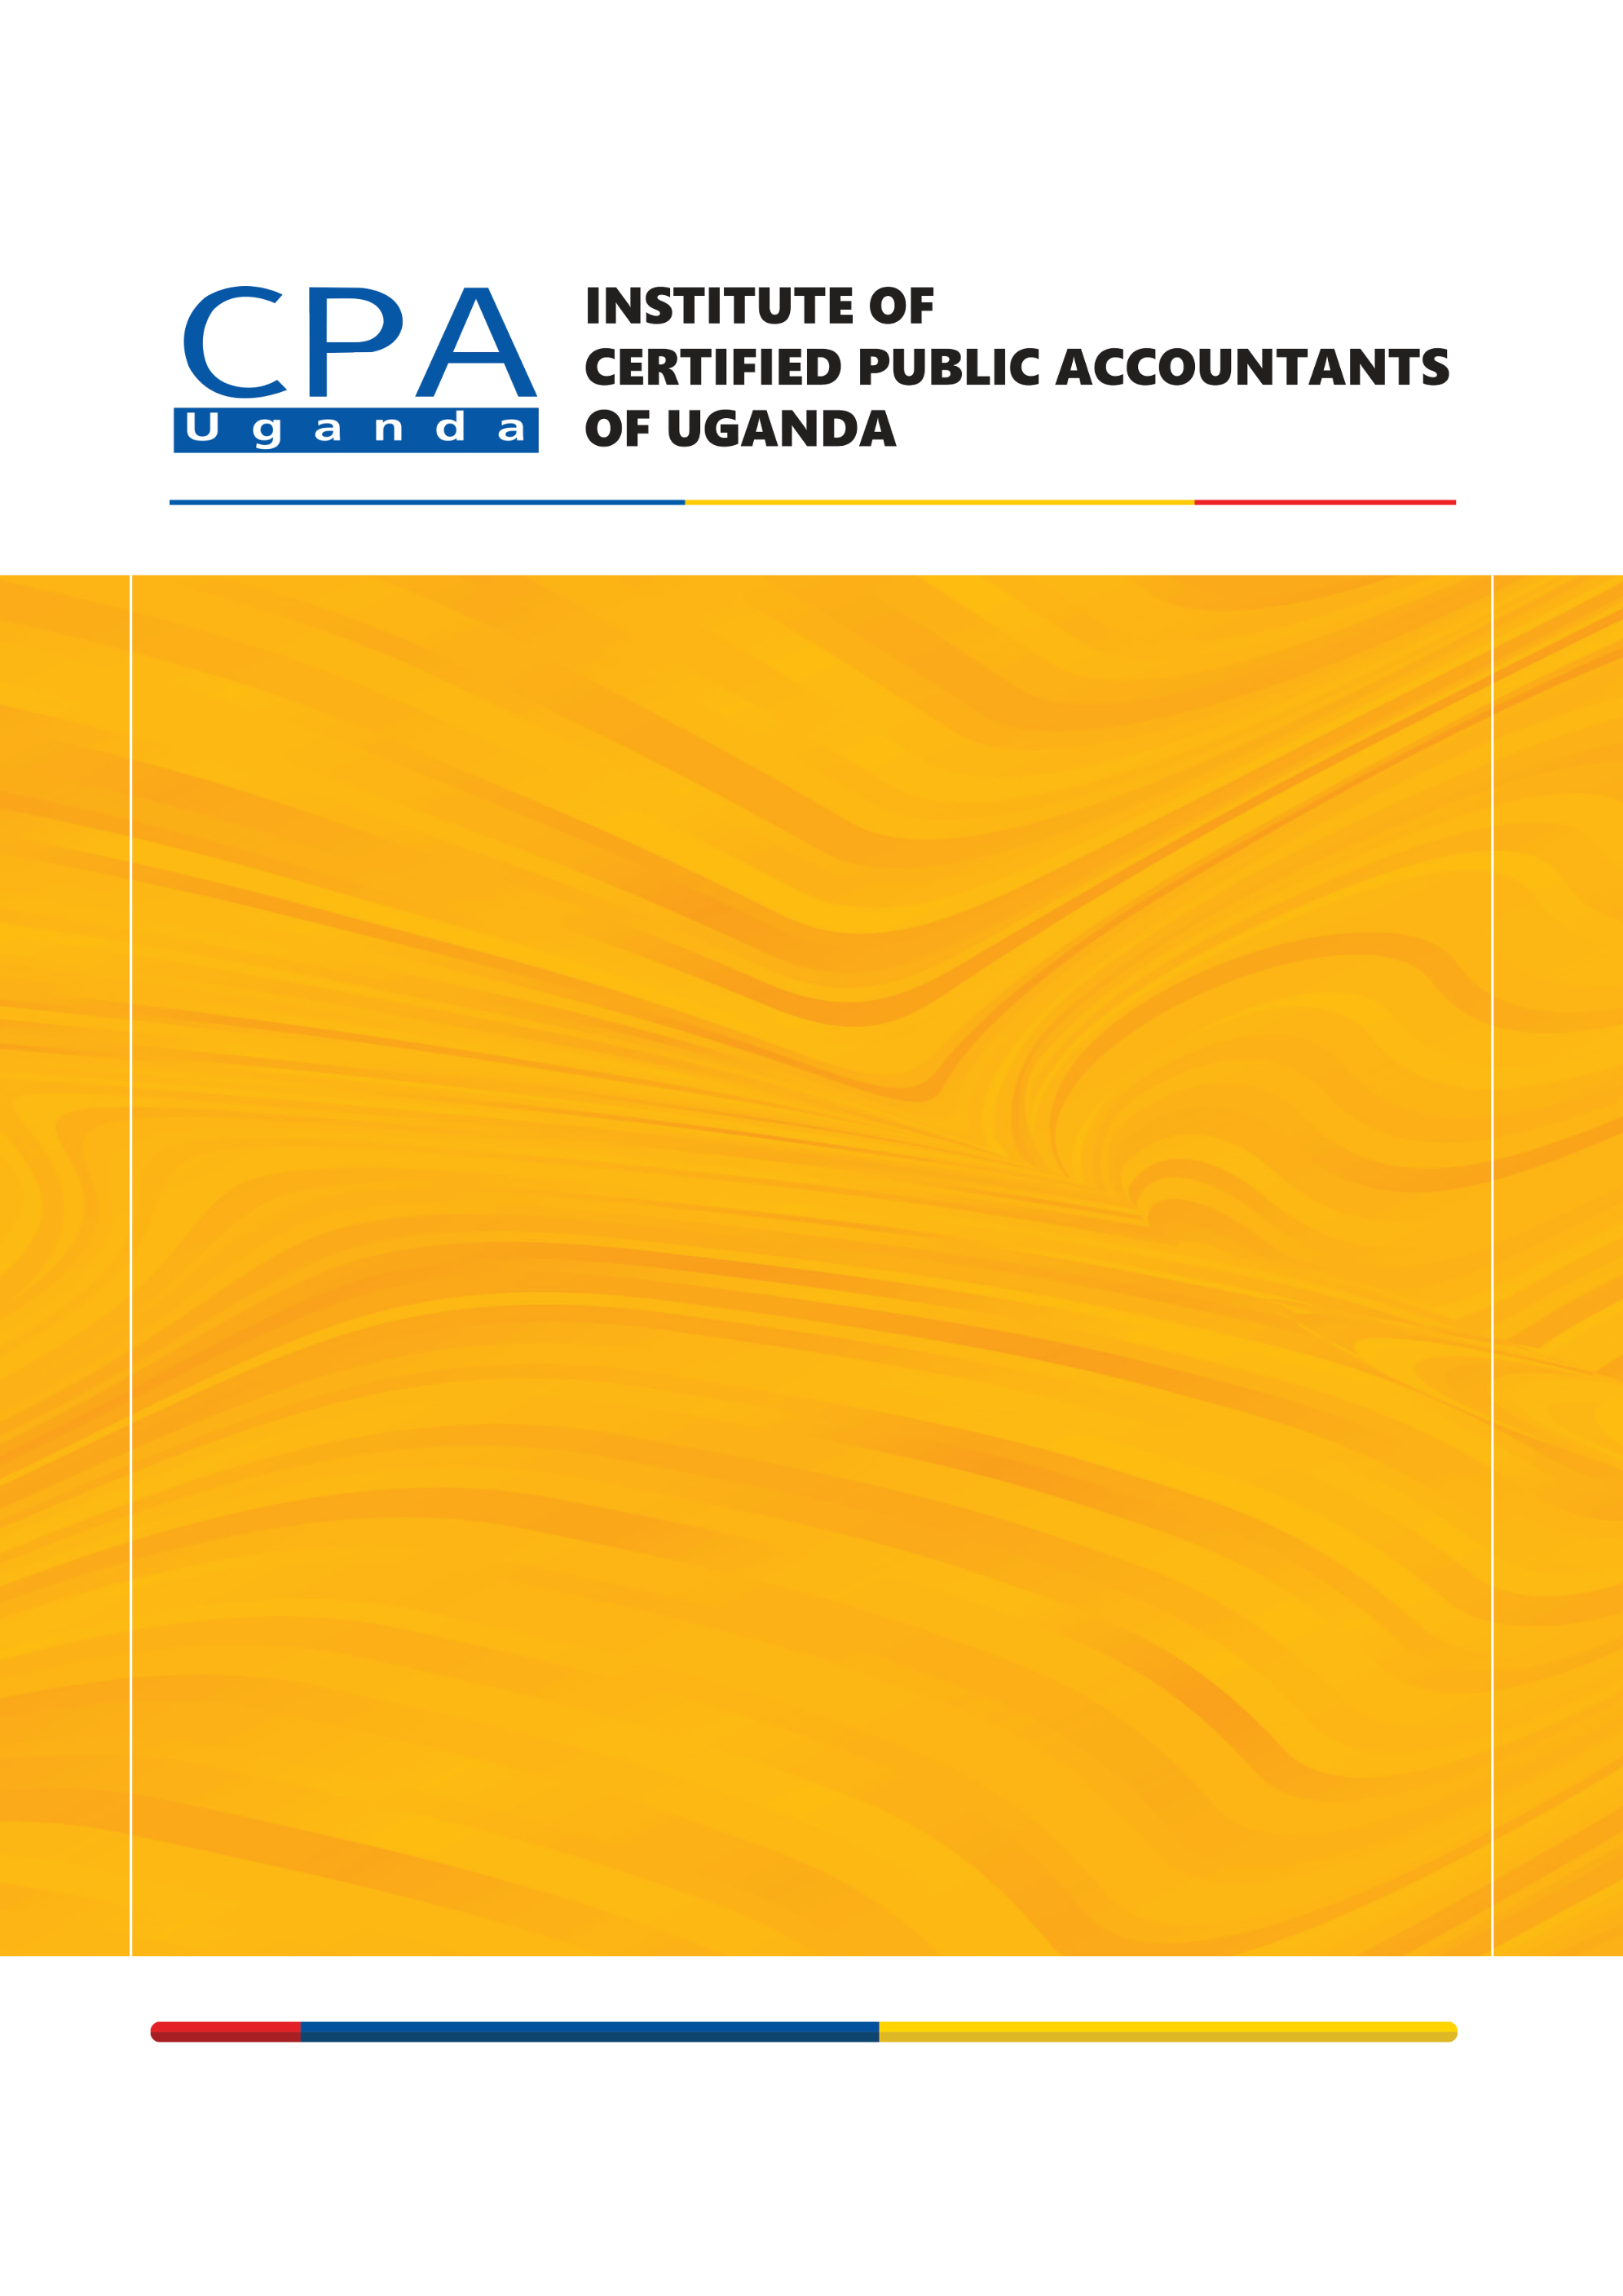 CPA
Uganda
INSTITUTE OF
CERTIFIED PUBLIC ACCOUNTANTS
OF UGANDA